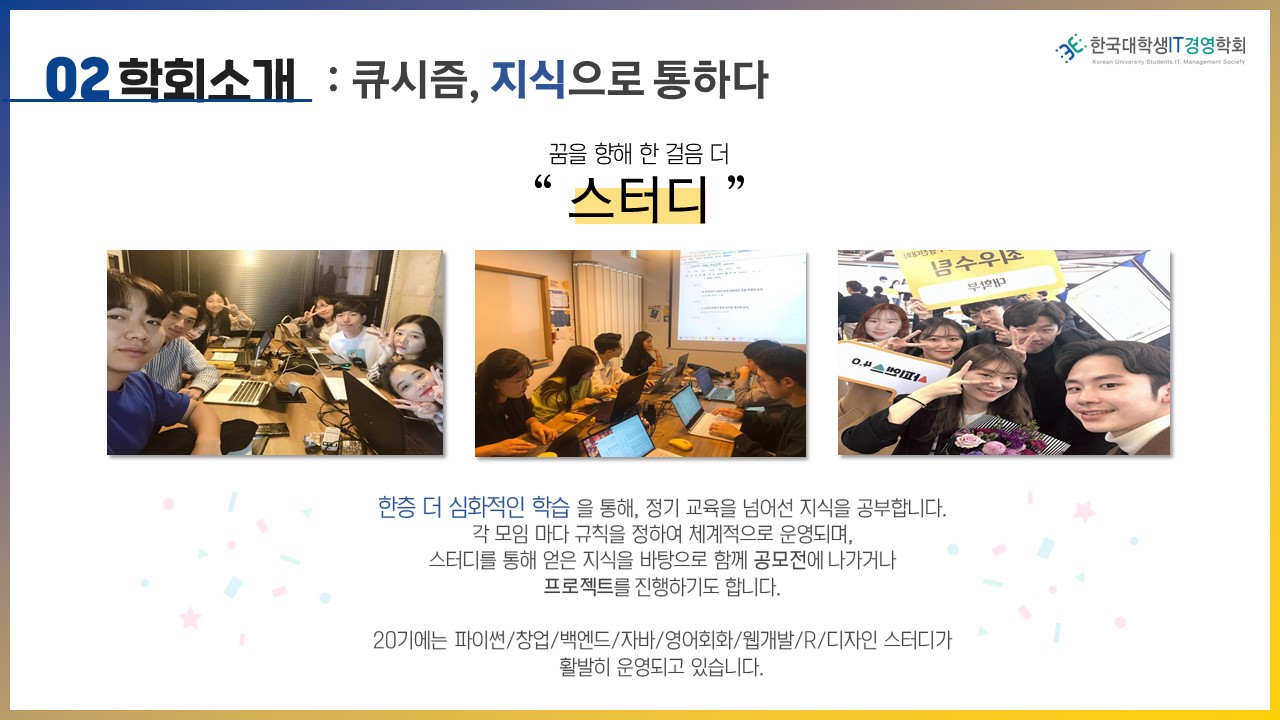 02 학회소개 : 큐시즘, 지식으로 통하다
한국대학생IT경영학회
Korean University Students IT, Management Society
꿈을 향해 한 걸음 더
“ 스터디 ”
최우수팀
대학부
한층 더 심화적인 학습 을 통해, 정기 교육을 넘어선 지식을 공부합니다.
각 모임 마다 규칙을 정하여 체계적으로 운영되며,
스터디를 통해 얻은 지식을 바탕으로 함께 공모전에 나가거나
프로젝트를 진행하기도 합니다.
20기에는 파이썬/창업/백엔드/자바/영어회화/웹개발/R/디자인 스터디가
활발히 운영되고 있습니다.